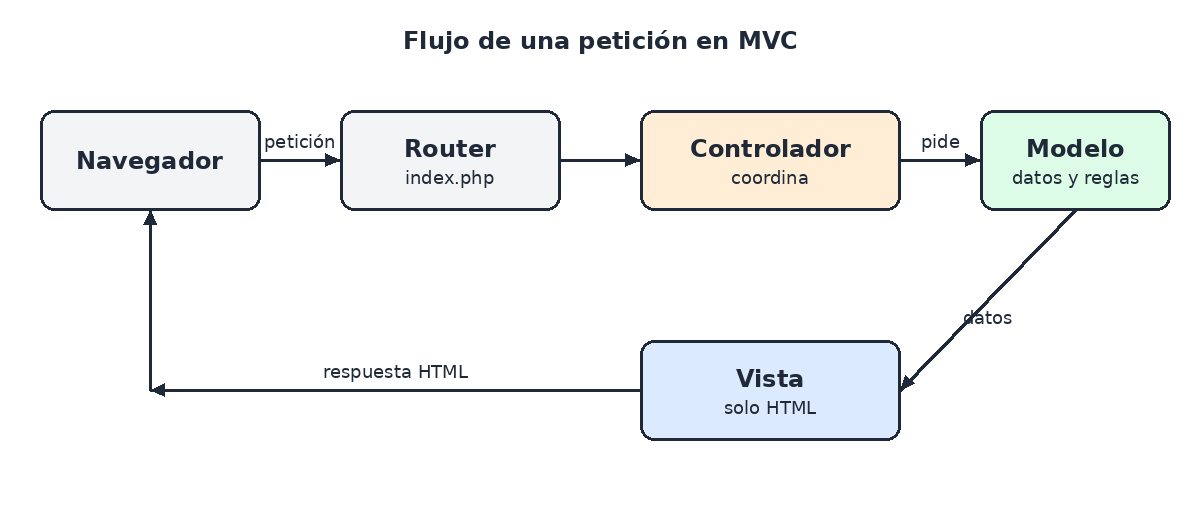 Flujo de una petición en MVC
Navegador
petición
Router
index.php
Controlador
coordina
pide
Modelo
datos y reglas
datos
Vista
solo HTML
respuesta HTML